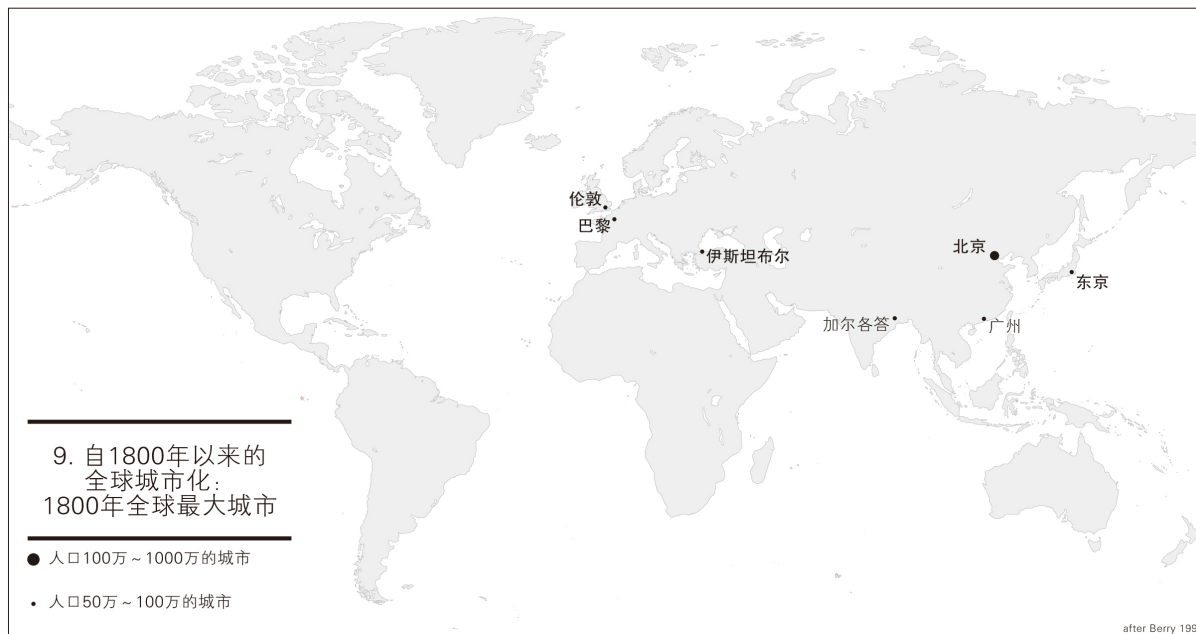 伦敦
巴黎
伊斯坦布尔
北京
东京
加尔各答
广州
9. 自1800年以来的
全球城市化：
1800年全球最大城市
人口100万～1000万的城市
人口50万～100万的城市
after Berry 199